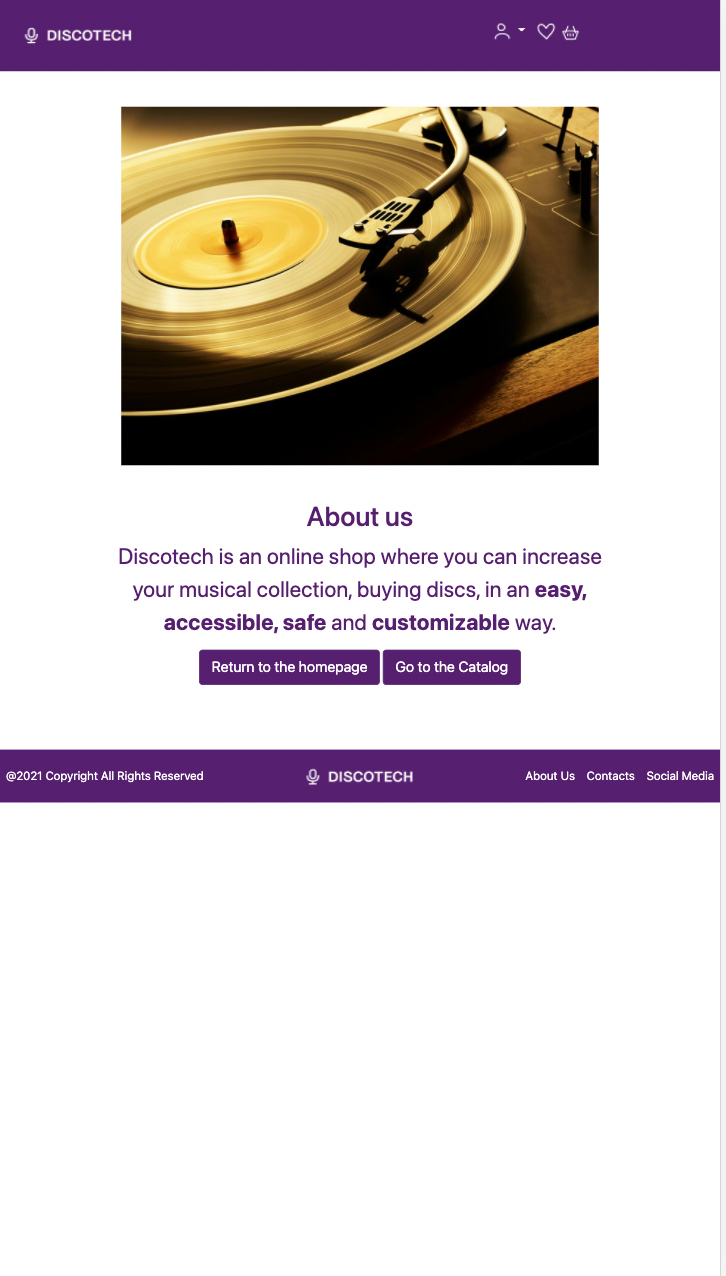 DISCOTECH
About us
Discotech is an online shop where you can increase
your musical collection, buying discs, in an easy,
accessible, safe and customizable way.
Return to the homepage Go to the Catalog
@2021 Copyright All Rights Reserved DISCOTECH About Us Contacts Social Media